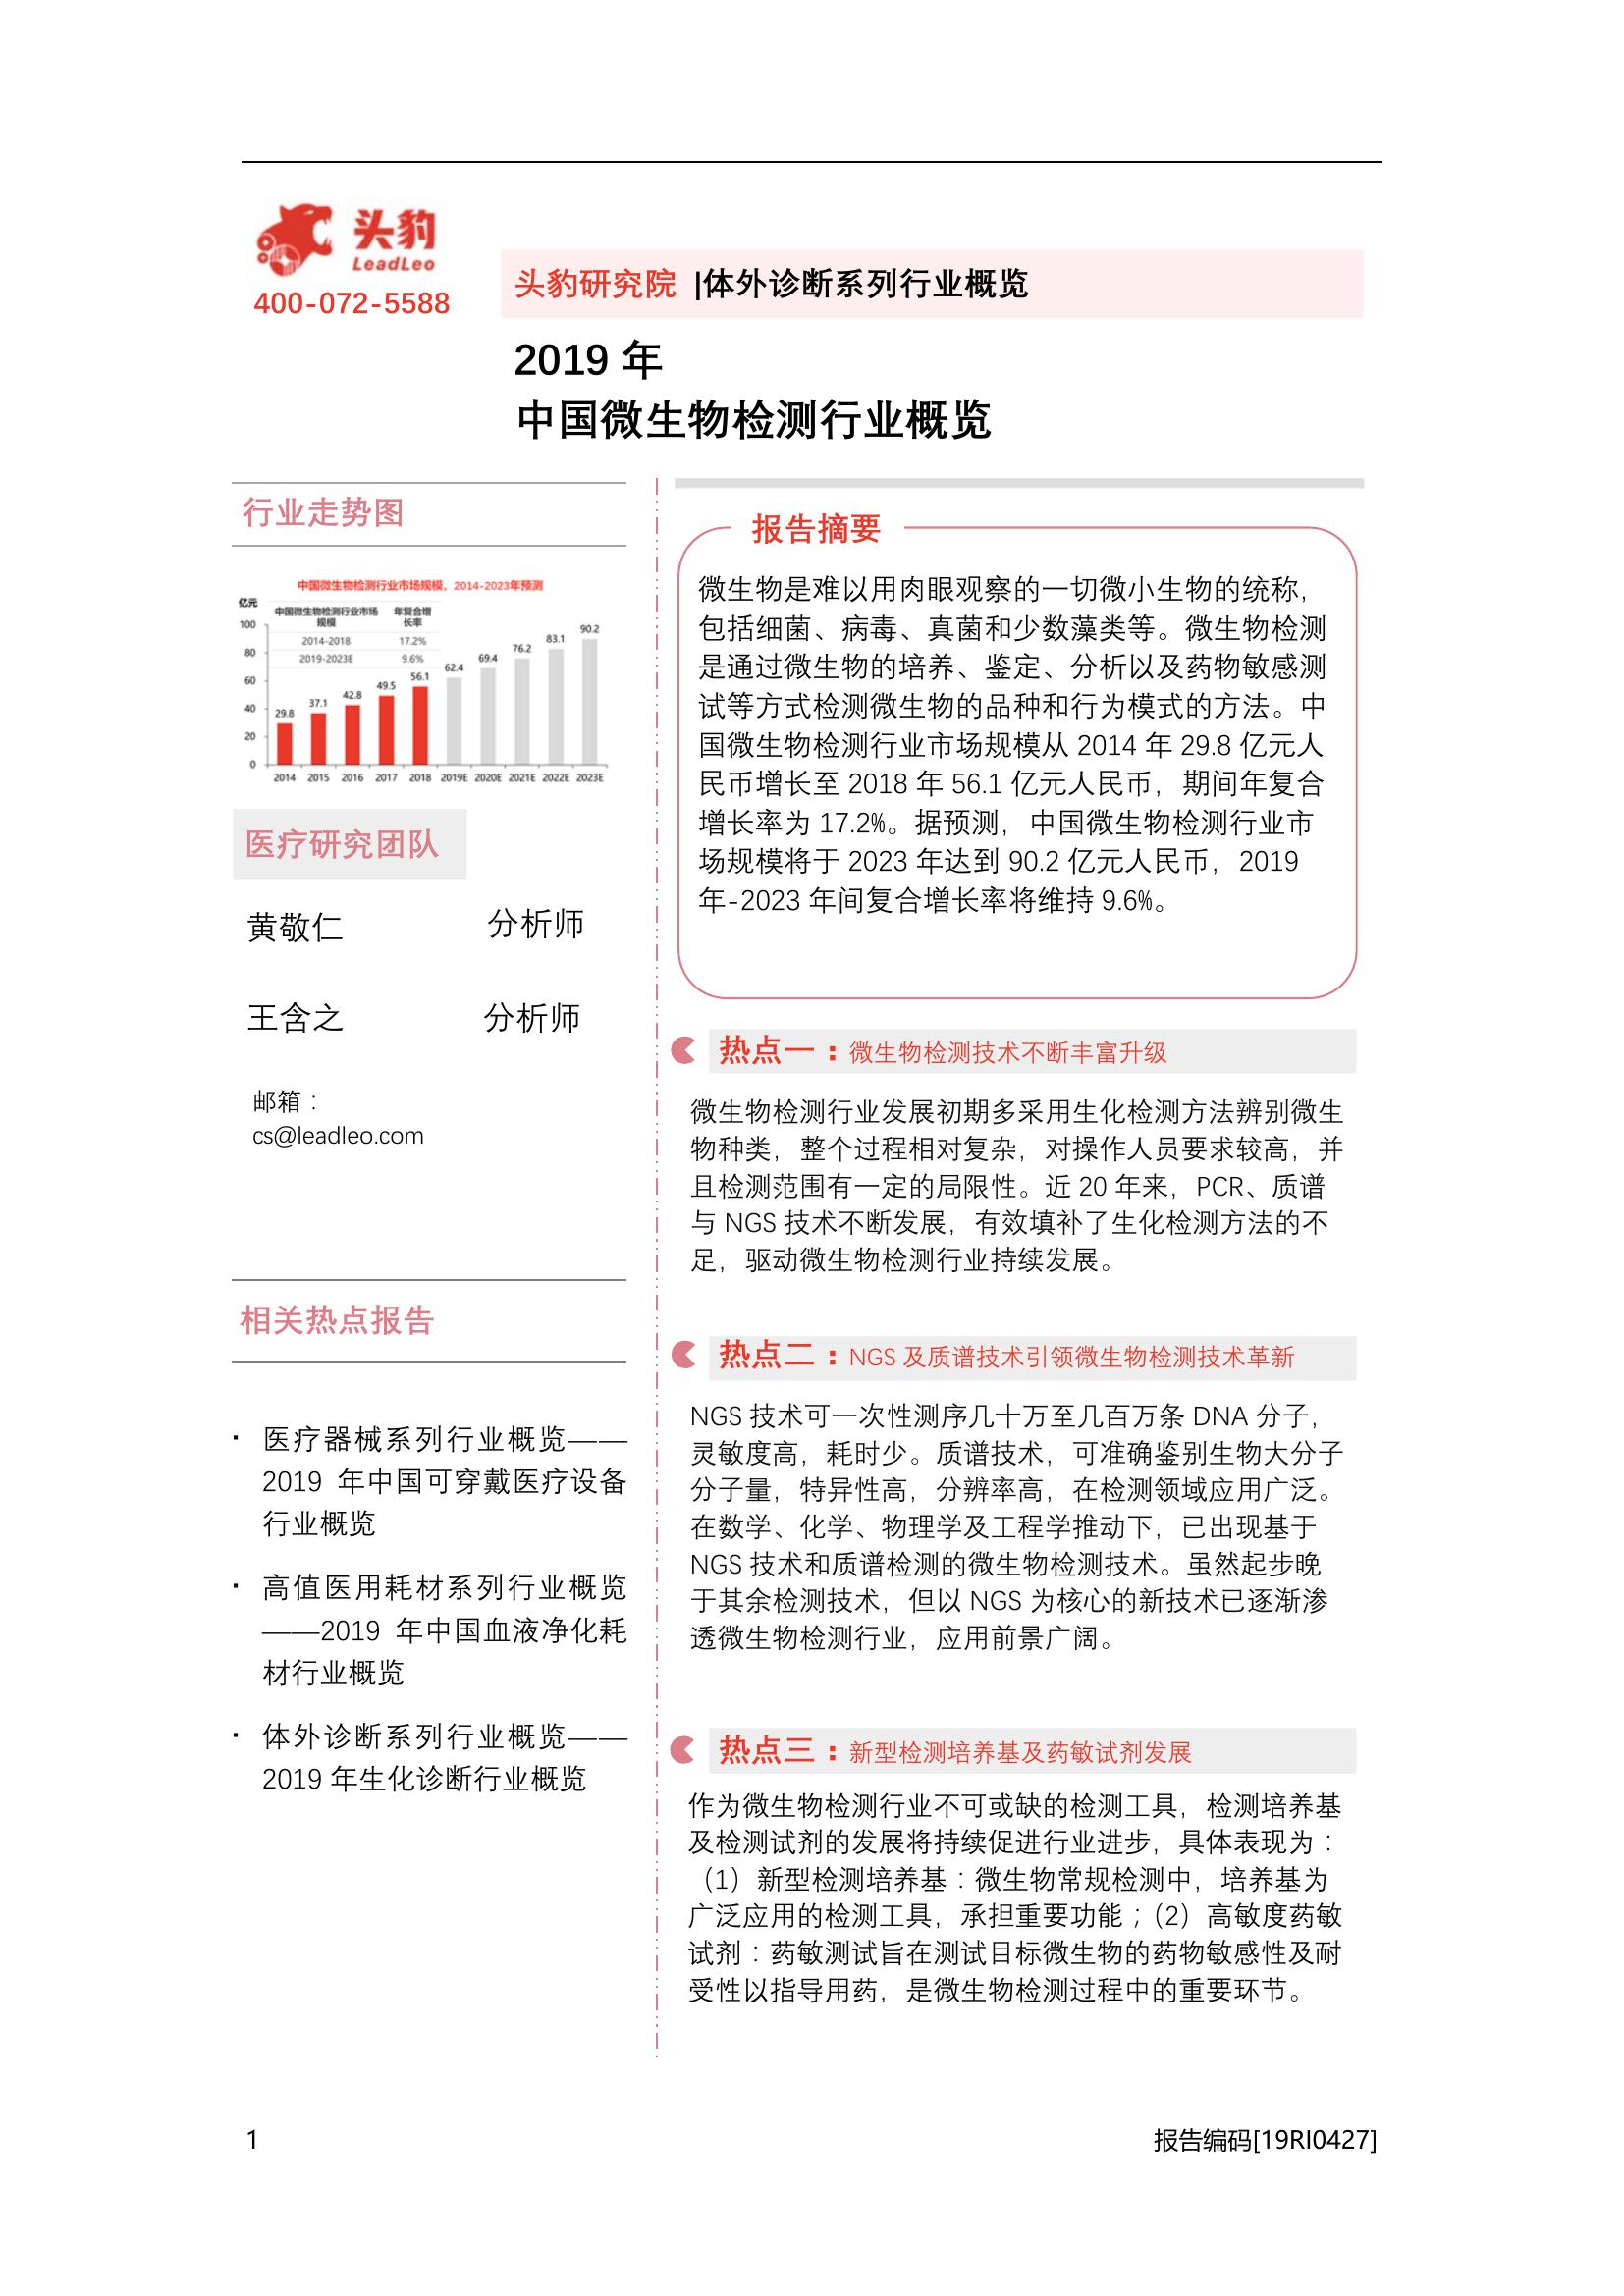 头豹
LeadLeo
400-072-5588
头豹研究院 |体外诊断系列行业概览
2019 年
中国微生物检测行业概览
行业走势图
中国微生物检测行业市场规模，2014-2023年预测
亿元
中国微生物检测行业市场规模 年复合增长率
2014-2018 17.2%
2019-2023E 9.6%
100
80
60
40
20
0
29.8 37.1 42.8 49.5 56.1 62.4 69.4 76.2 83.1 90.2
2014 2015 2016 2017 2018 2019E 2020E 2021E 2022E 2023E
医疗研究团队
黄敬仁 分析师
王含之 分析师
邮箱：
cs@leadleo.com
相关热点报告
· 医疗器械系列行业概览——
2019 年中国可穿戴医疗设备
行业概览
· 高值医用耗材系列行业概览
——2019 年中国血液净化耗
材行业概览
· 体外诊断系列行业概览——
2019 年生化诊断行业概览
报告摘要
微生物是难以用肉眼观察的一切微小生物的统称，
包括细菌、病毒、真菌和少数藻类等。微生物检测
是通过微生物的培养、鉴定、分析以及药物敏感测
试等方式检测微生物的品种和行为模式的方法。中
国微生物检测行业市场规模从 2014 年 29.8 亿元人
民币增长至 2018 年 56.1 亿元人民币，期间年复合
增长率为 17.2%。据预测，中国微生物检测行业市
场规模将于 2023 年达到 90.2 亿元人民币，2019
年-2023 年间复合增长率将维持 9.6%。
热点一：微生物检测技术不断丰富升级
微生物检测行业发展初期多采用生化检测方法辨别微生
物种类，整个过程相对复杂，对操作人员要求较高，并
且检测范围有一定的局限性。近 20 年来，PCR、质谱
与 NGS 技术不断发展，有效填补了生化检测方法的不
足，驱动微生物检测行业持续发展。
热点二：NGS 及质谱技术引领微生物检测技术革新
NGS 技术可一次性测序几十万至几百万条 DNA 分子，
灵敏度高，耗时少。质谱技术，可准确鉴别生物大分子
分子量，特异性高，分辨率高，在检测领域应用广泛。
在数学、化学、物理学及工程学推动下，已出现基于
NGS 技术和质谱检测的微生物检测技术。虽然起步晚
于其余检测技术，但以 NGS 为核心的新技术已逐渐渗
透微生物检测行业，应用前景广阔。
热点三：新型检测培养基及药敏试剂发展
作为微生物检测行业不可或缺的检测工具，检测培养基
及检测试剂的发展将持续促进行业进步，具体表现为：
（1）新型检测培养基：微生物常规检测中，培养基为
广泛应用的检测工具，承担重要功能；（2）高敏度药敏
试剂：药敏测试旨在测试目标微生物的药物敏感性及耐
受性以指导用药，是微生物检测过程中的重要环节。
1
报告编码[19RI0427]